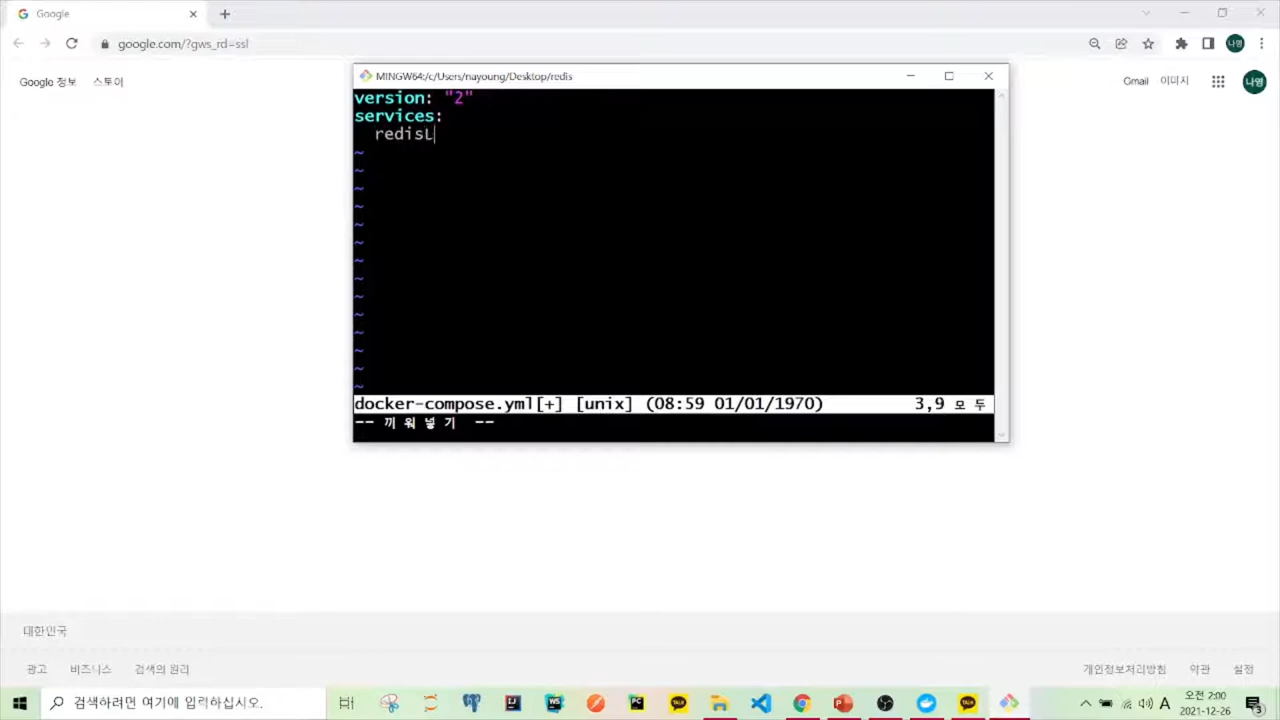 Google
google.com/?gws_rd=ssl
나영
Google 정보
스토어
Gmail
이미지
나영
MINGW64:/c/Users/nayoung/Desktop/redis
version: "2"
services:
redisL
~
~
~
~
~
~
~
~
~
~
~
~
~
~
docker-compose.yml[+] [unix] (08:59 01/01/1970) 3,9 모두
-- 끼워넣기 --
대한민국
광고
비즈니스
검색의 원리
개인정보처리방침
약관
설정
검색하려면 여기에 입력하십시오.
A
오전 2:00
2021-12-26
3